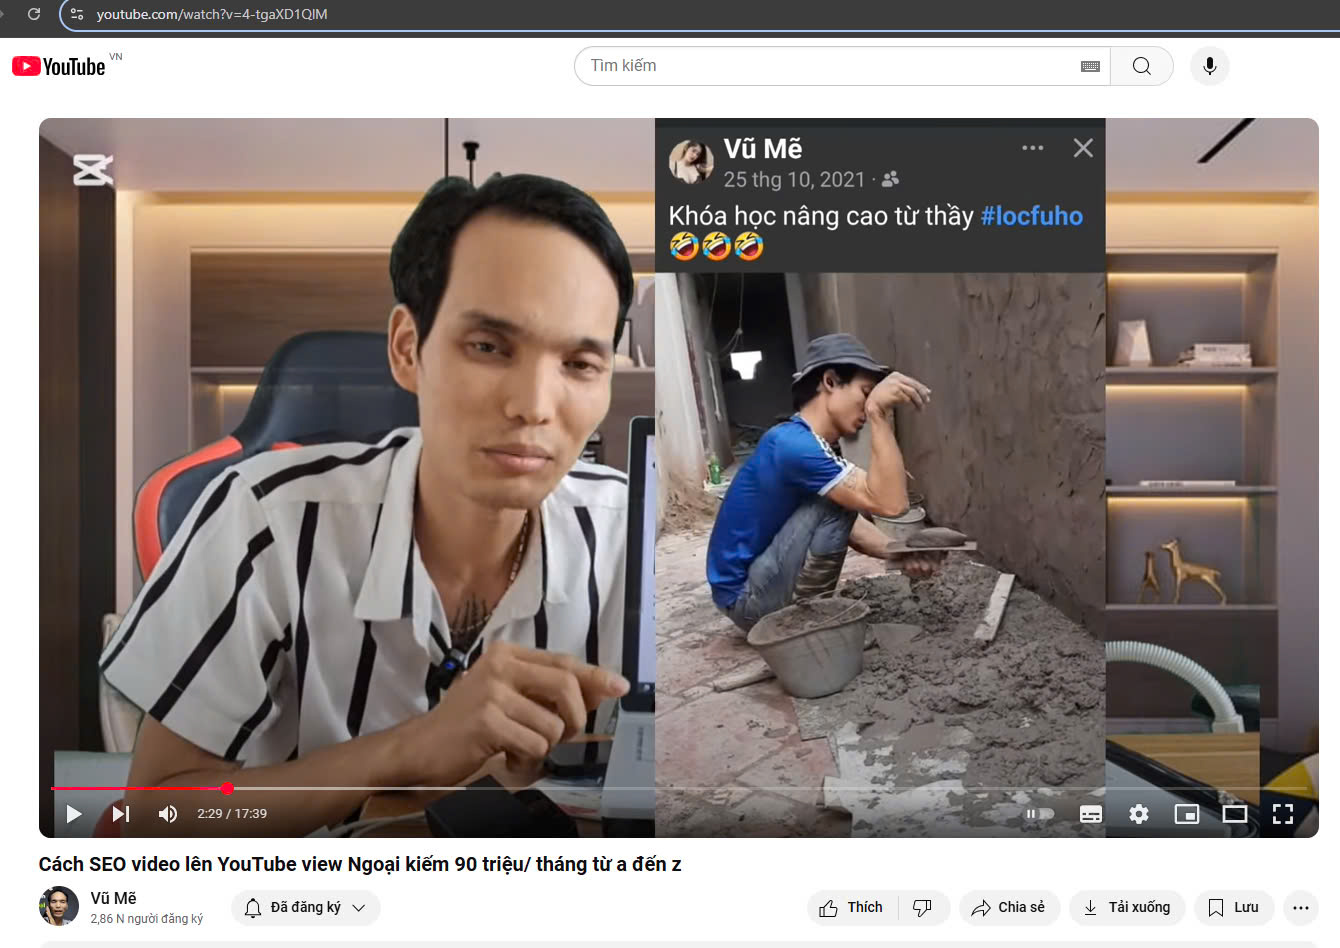 youtube.com/watch?v=4-tgaXD1QlM
YouTube VN
Tìm kiếm
Vũ Mẽ
25 thg 10, 2021 ·
Khóa học nâng cao từ thầy #locfuho
🤣🤣🤣
2:29 / 17:39
Cách SEO video lên YouTube view Ngoại kiếm 90 triệu/ tháng từ a đến z
Vũ Mẽ
2,86 N người đăng ký
Đã đăng ký
Thích
Chia sẻ
Tải xuống
Lưu